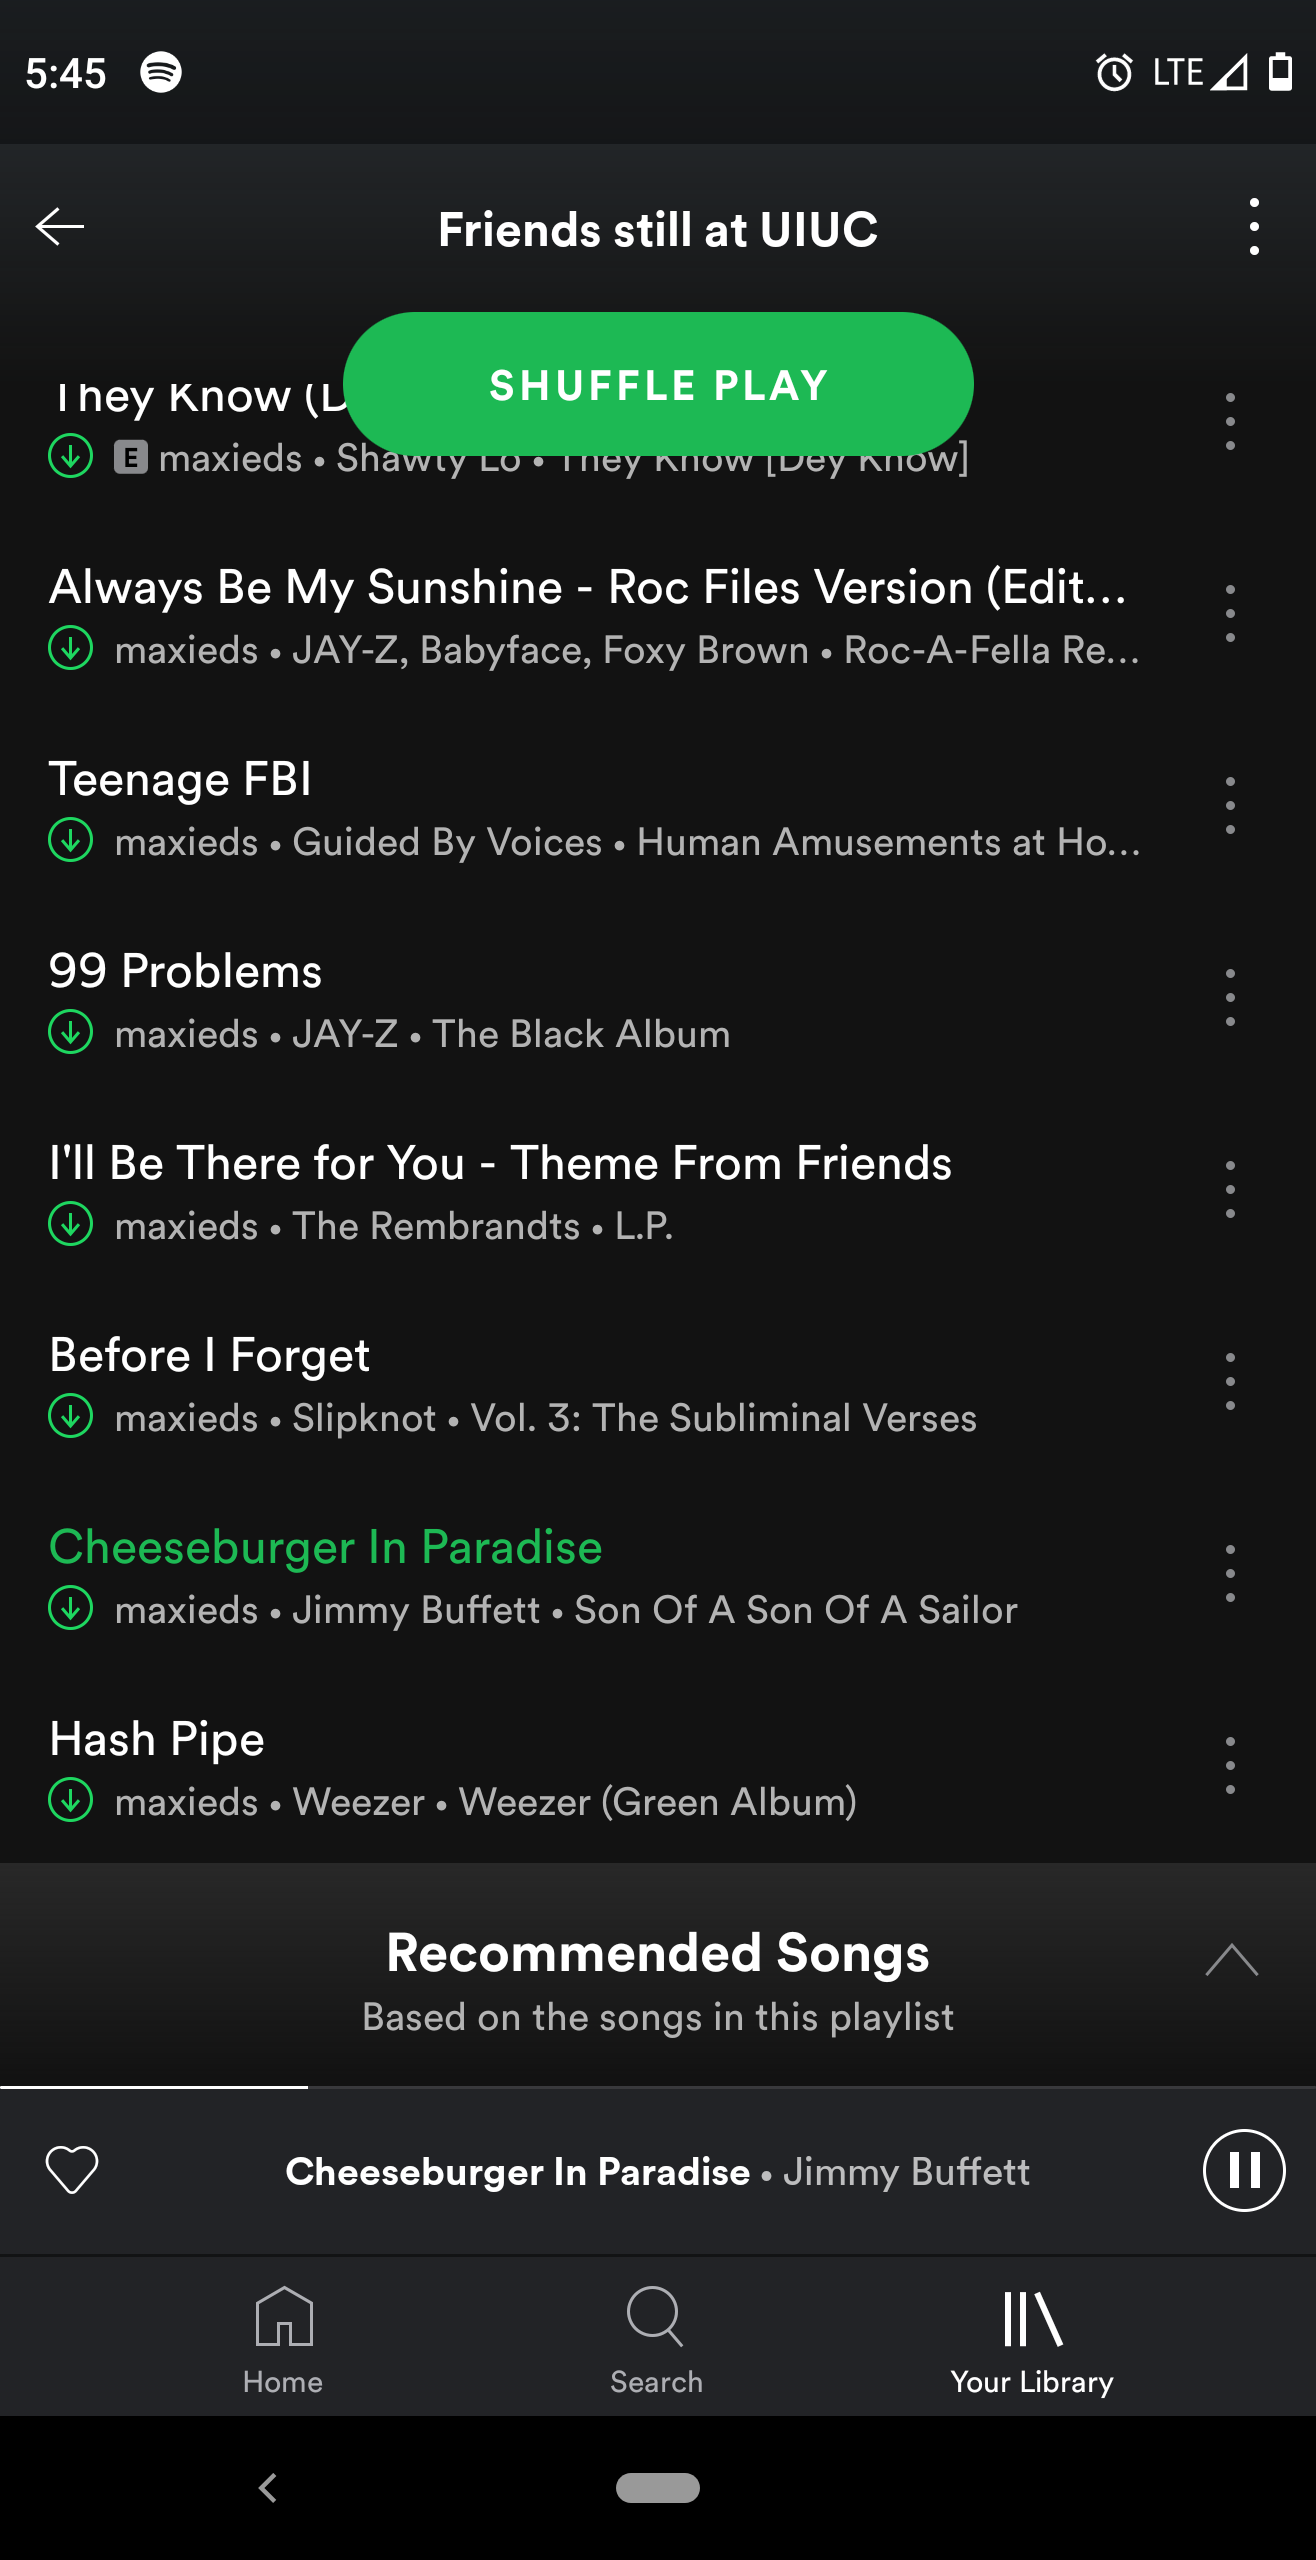 5:45 LTE
Friends still at UIUC
SHUFFLE PLAY
They Know (D
E maxieds • Shawty Lo • They Know [Dey Know]
Always Be My Sunshine - Roc Files Version (Edit...
maxieds • JAY-Z, Babyface, Foxy Brown • Roc-A-Fella Re...
Teenage FBI
maxieds • Guided By Voices • Human Amusements at Ho...
99 Problems
maxieds • JAY-Z • The Black Album
I'll Be There for You - Theme From Friends
maxieds • The Rembrandts • L.P.
Before I Forget
maxieds • Slipknot • Vol. 3: The Subliminal Verses
Cheeseburger In Paradise
maxieds • Jimmy Buffett • Son Of A Son Of A Sailor
Hash Pipe
maxieds • Weezer • Weezer (Green Album)
Recommended Songs
Based on the songs in this playlist
Cheeseburger In Paradise • Jimmy Buffett
Home Search Your Library